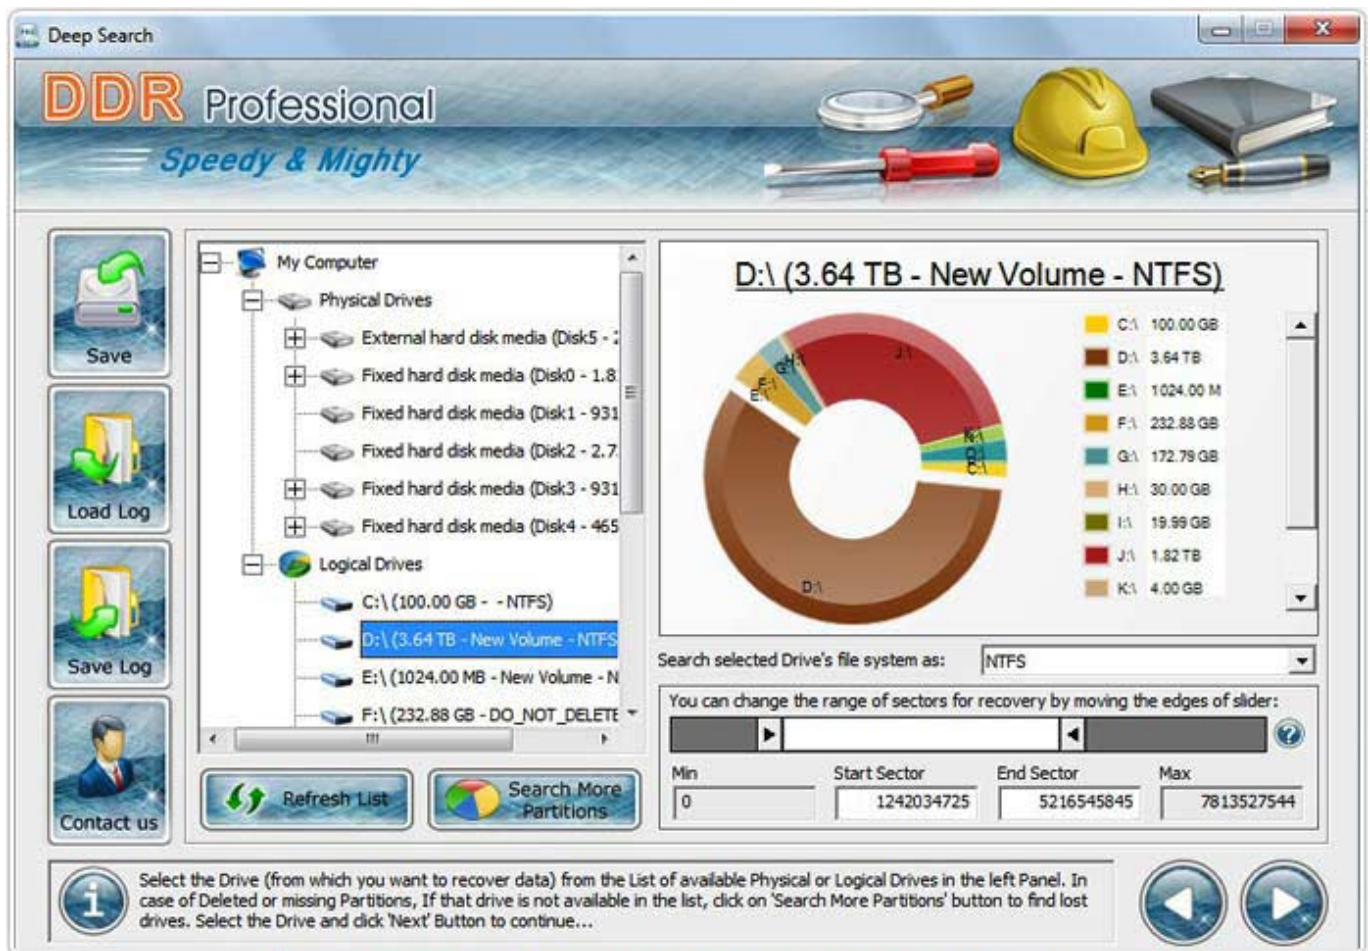 Deep Search
DDR Professional
Speedy & Mighty
Save
Load Log
Save Log
Contact us
My Computer
Physical Drives
External hard disk media (Disk5 - 2
Fixed hard disk media (Disk0 - 1.8
Fixed hard disk media (Disk1 - 931
Fixed hard disk media (Disk2 - 2.7
Fixed hard disk media (Disk3 - 931
Fixed hard disk media (Disk4 - 465
Logical Drives
C:\ (100.00 GB - - NTFS)
D:\ (3.64 TB - New Volume - NTFS
E:\ (1024.00 MB - New Volume - N
F:\ (232.88 GB - DO_NOT_DELETE
Refresh List
Search More
Partitions
D:\ (3.64 TB - New Volume - NTFS)
J:\
H:\
G:\
F:\
E:\
C:\
D:\
C:\ 100.00 GB
D:\ 3.64 TB
E:\ 1024.00 M
F:\ 232.88 GB
G:\ 172.79 GB
H:\ 30.00 GB
I:\ 19.99 GB
J:\ 1.82 TB
K:\ 4.00 GB
Search selected Drive's file system as: NTFS
You can change the range of sectors for recovery by moving the edges of slider:
Min Start Sector End Sector Max
0 1242034725 5216545845 7813527544
Select the Drive (from which you want to recover data) from the List of available Physical or Logical Drives in the left Panel. In
case of Deleted or missing Partitions, If that drive is not available in the list, click on 'Search More Partitions' button to find lost
drives. Select the Drive and click 'Next' Button to continue...